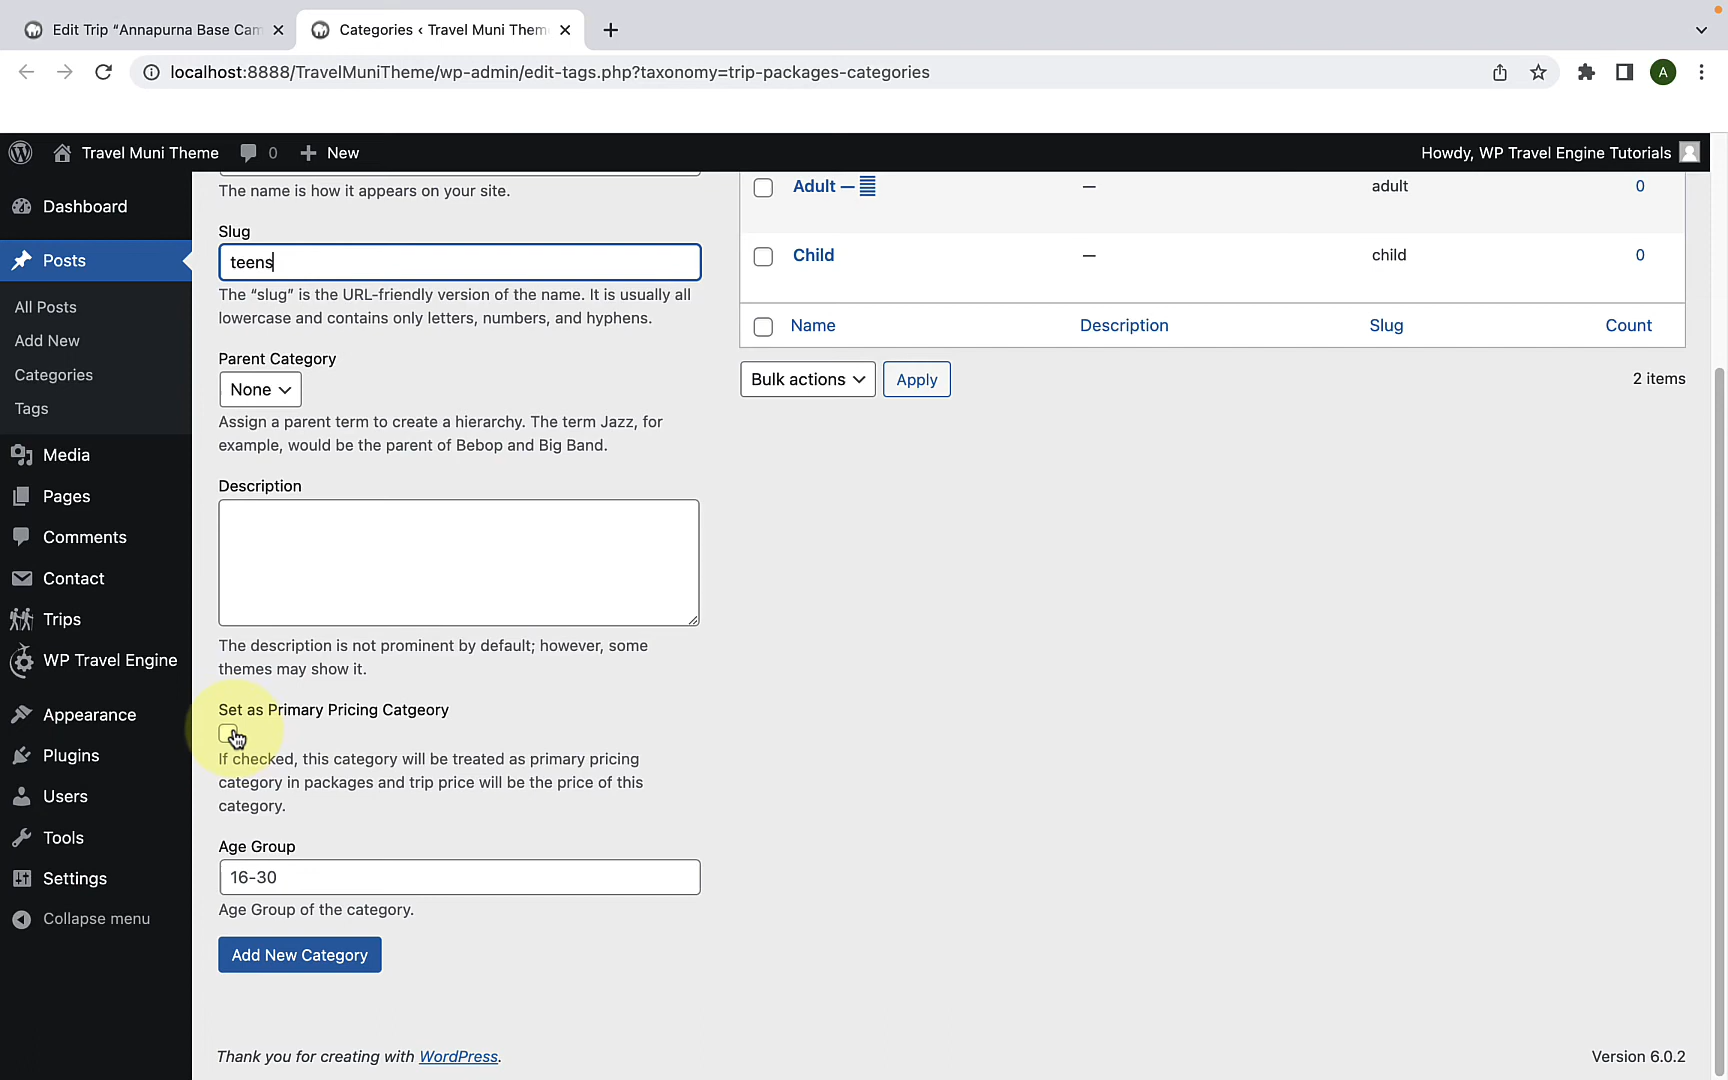 Edit Trip “Annapurna Base Cam
Categories ‹ Travel Muni Them
localhost:8888/TravelMuniTheme/wp-admin/edit-tags.php?taxonomy=trip-packages-categories
A
Travel Muni Theme
0
New
Howdy, WP Travel Engine Tutorials
Dashboard
Posts
All Posts
Add New
Categories
Tags
Media
Pages
Comments
Contact
Trips
WP Travel Engine
Appearance
Plugins
Users
Tools
Settings
Collapse menu
The name is how it appears on your site.
Slug
teens
The “slug” is the URL-friendly version of the name. It is usually all
lowercase and contains only letters, numbers, and hyphens.
Parent Category
None
Assign a parent term to create a hierarchy. The term Jazz, for
example, would be the parent of Bebop and Big Band.
Description
The description is not prominent by default; however, some
themes may show it.
Set as Primary Pricing Catgeory
If checked, this category will be treated as primary pricing
category in packages and trip price will be the price of this
category.
Age Group
16-30
Age Group of the category.
Add New Category
Adult — — adult 0
Child — child 0
Name Description Slug Count
Bulk actions Apply 2 items
Thank you for creating with WordPress.
Version 6.0.2